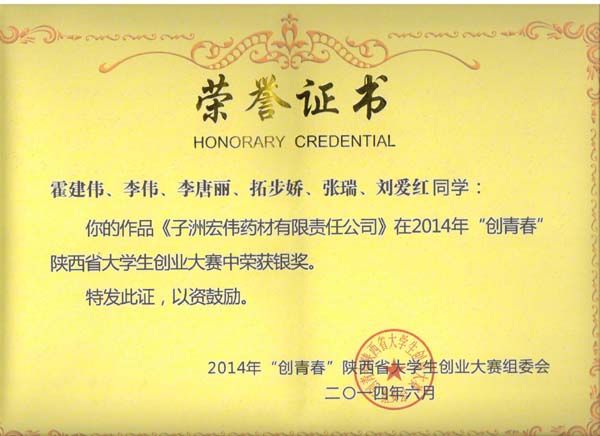 荣誉证书
HONORARY CREDENTIAL
霍建伟、李伟、李唐丽、拓步娇、张瑞、刘爱红同学：
你的作品《子洲宏伟药材有限责任公司》在2014年“创青春”
陕西省大学生创业大赛中荣获银奖。
特发此证，以资鼓励。
2014年“创青春”陕西省大学生创业大赛组委会
二〇一四年六月